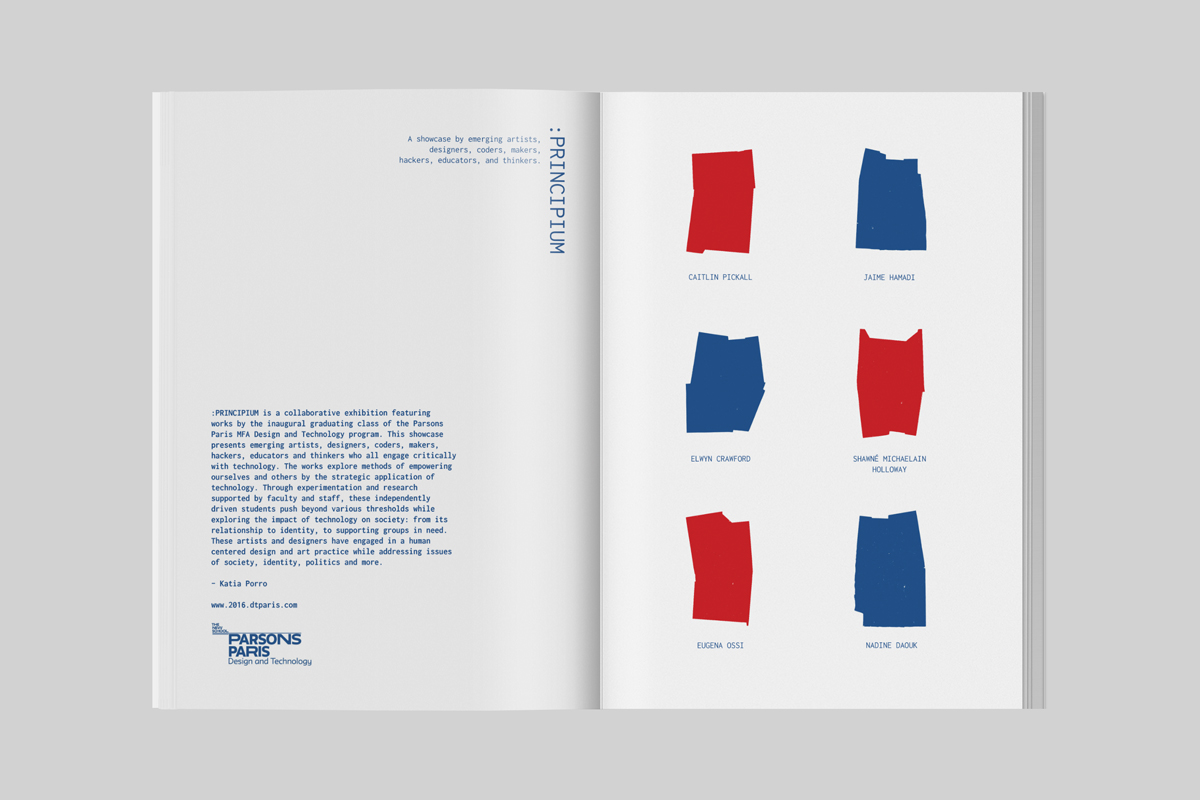 A showcase by emerging artists,
designers, coders, makers,
hackers, educators, and thinkers.
:PRINCIPIUM
:PRINCIPIUM is a collaborative exhibition featuring
works by the inaugural graduating class of the Parsons
Paris MFA Design and Technology program. This showcase
presents emerging artists, designers, coders, makers,
hackers, educators and thinkers who all engage critically
with technology. The works explore methods of empowering
ourselves and others by the strategic application of
technology. Through experimentation and research
supported by faculty and staff, these independently
driven students push beyond various thresholds while
exploring the impact of technology on society: from its
relationship to identity, to supporting groups in need.
These artists and designers have engaged in a human
centered design and art practice while addressing issues
of society, identity, politics and more.
– Katia Porro
www.2016.dtparis.com
THE
NEW
SCHOOL
PARSONS
PARIS
Design and Technology
CAITLIN PICKALL
JAIME HAMADI
ELWYN CRAWFORD
SHAWNÉ MICHAELAIN
HOLLOWAY
EUGENA OSSI
NADINE DAOUK